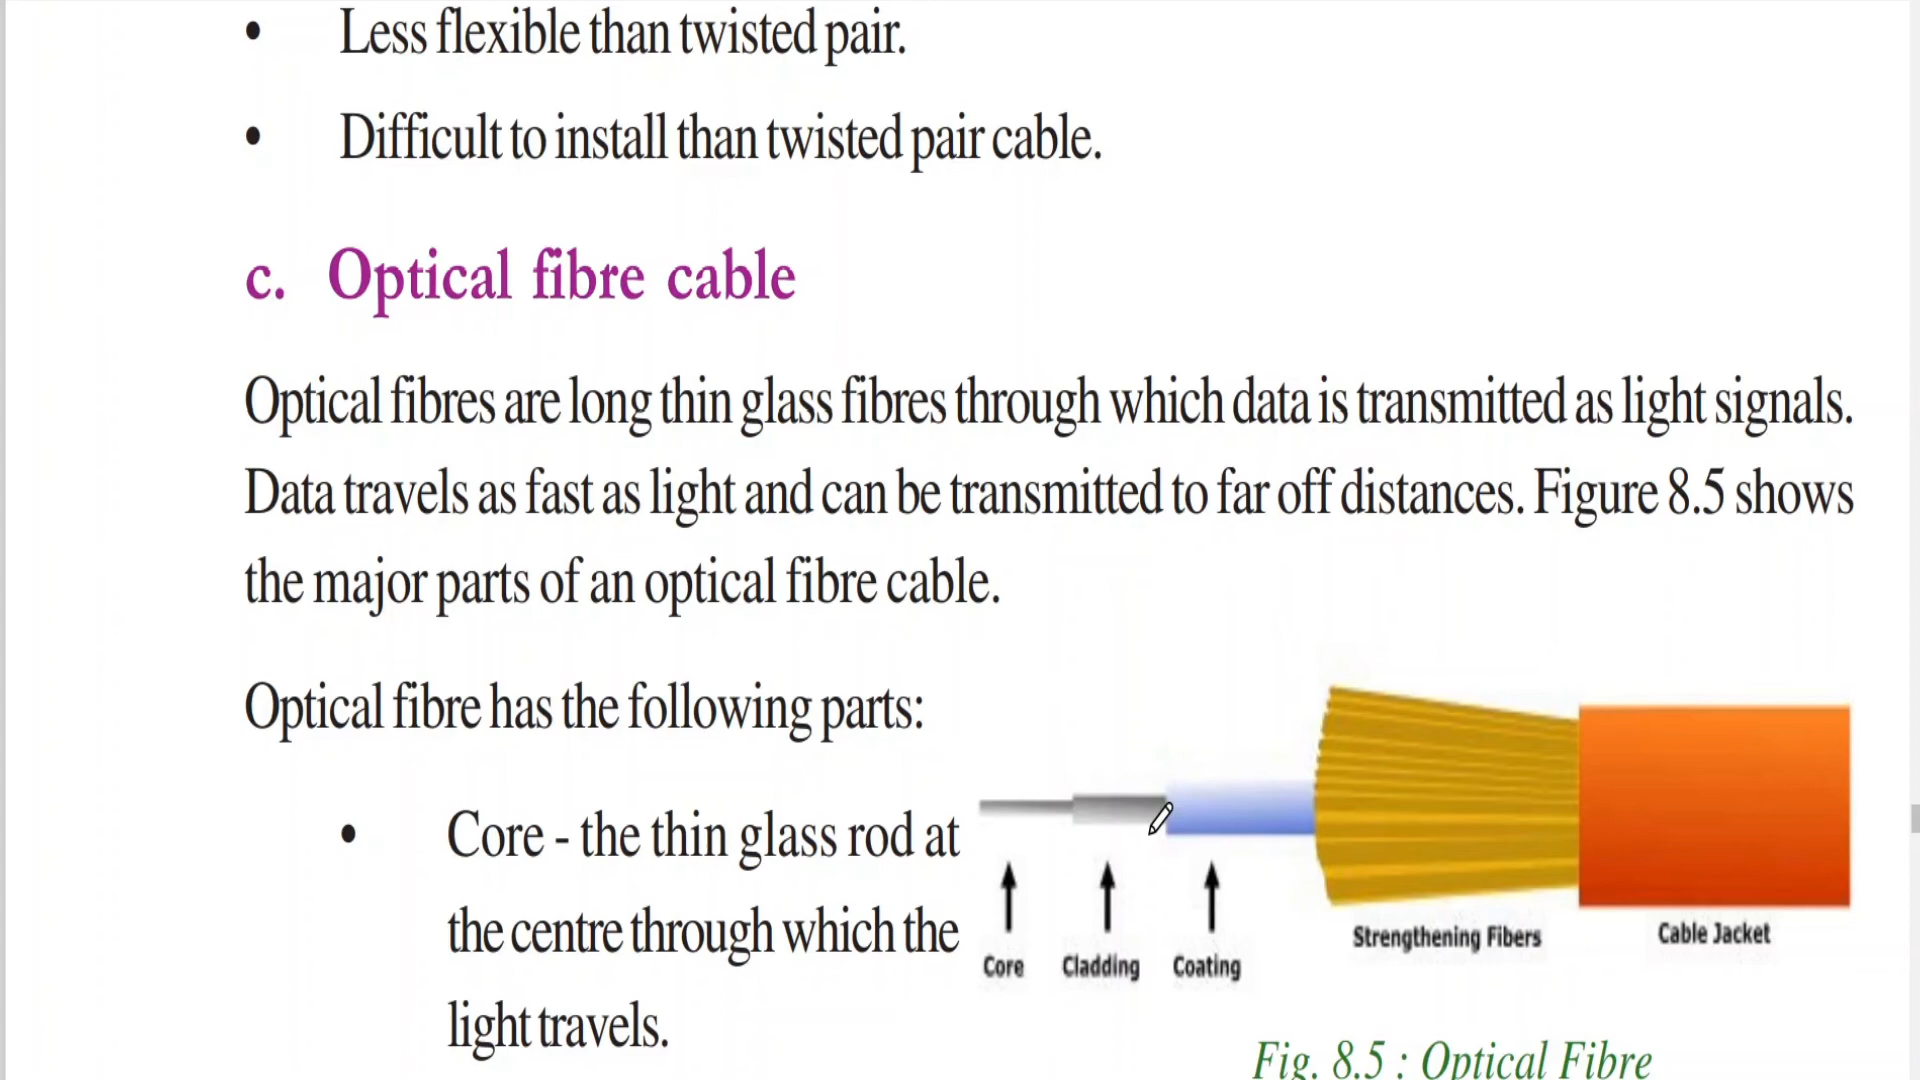 • Less flexible than twisted pair.
• Difficult to install than twisted pair cable.
c. Optical fibre cable
Optical fibres are long thin glass fibres through which data is transmitted as light signals.
Data travels as fast as light and can be transmitted to far off distances. Figure 8.5 shows
the major parts of an optical fibre cable.
Optical fibre has the following parts:
• Core - the thin glass rod at
the centre through which the
light travels.
Core Cladding Coating Strengthening Fibers Cable Jacket
Fig. 8.5 : Optical Fibre